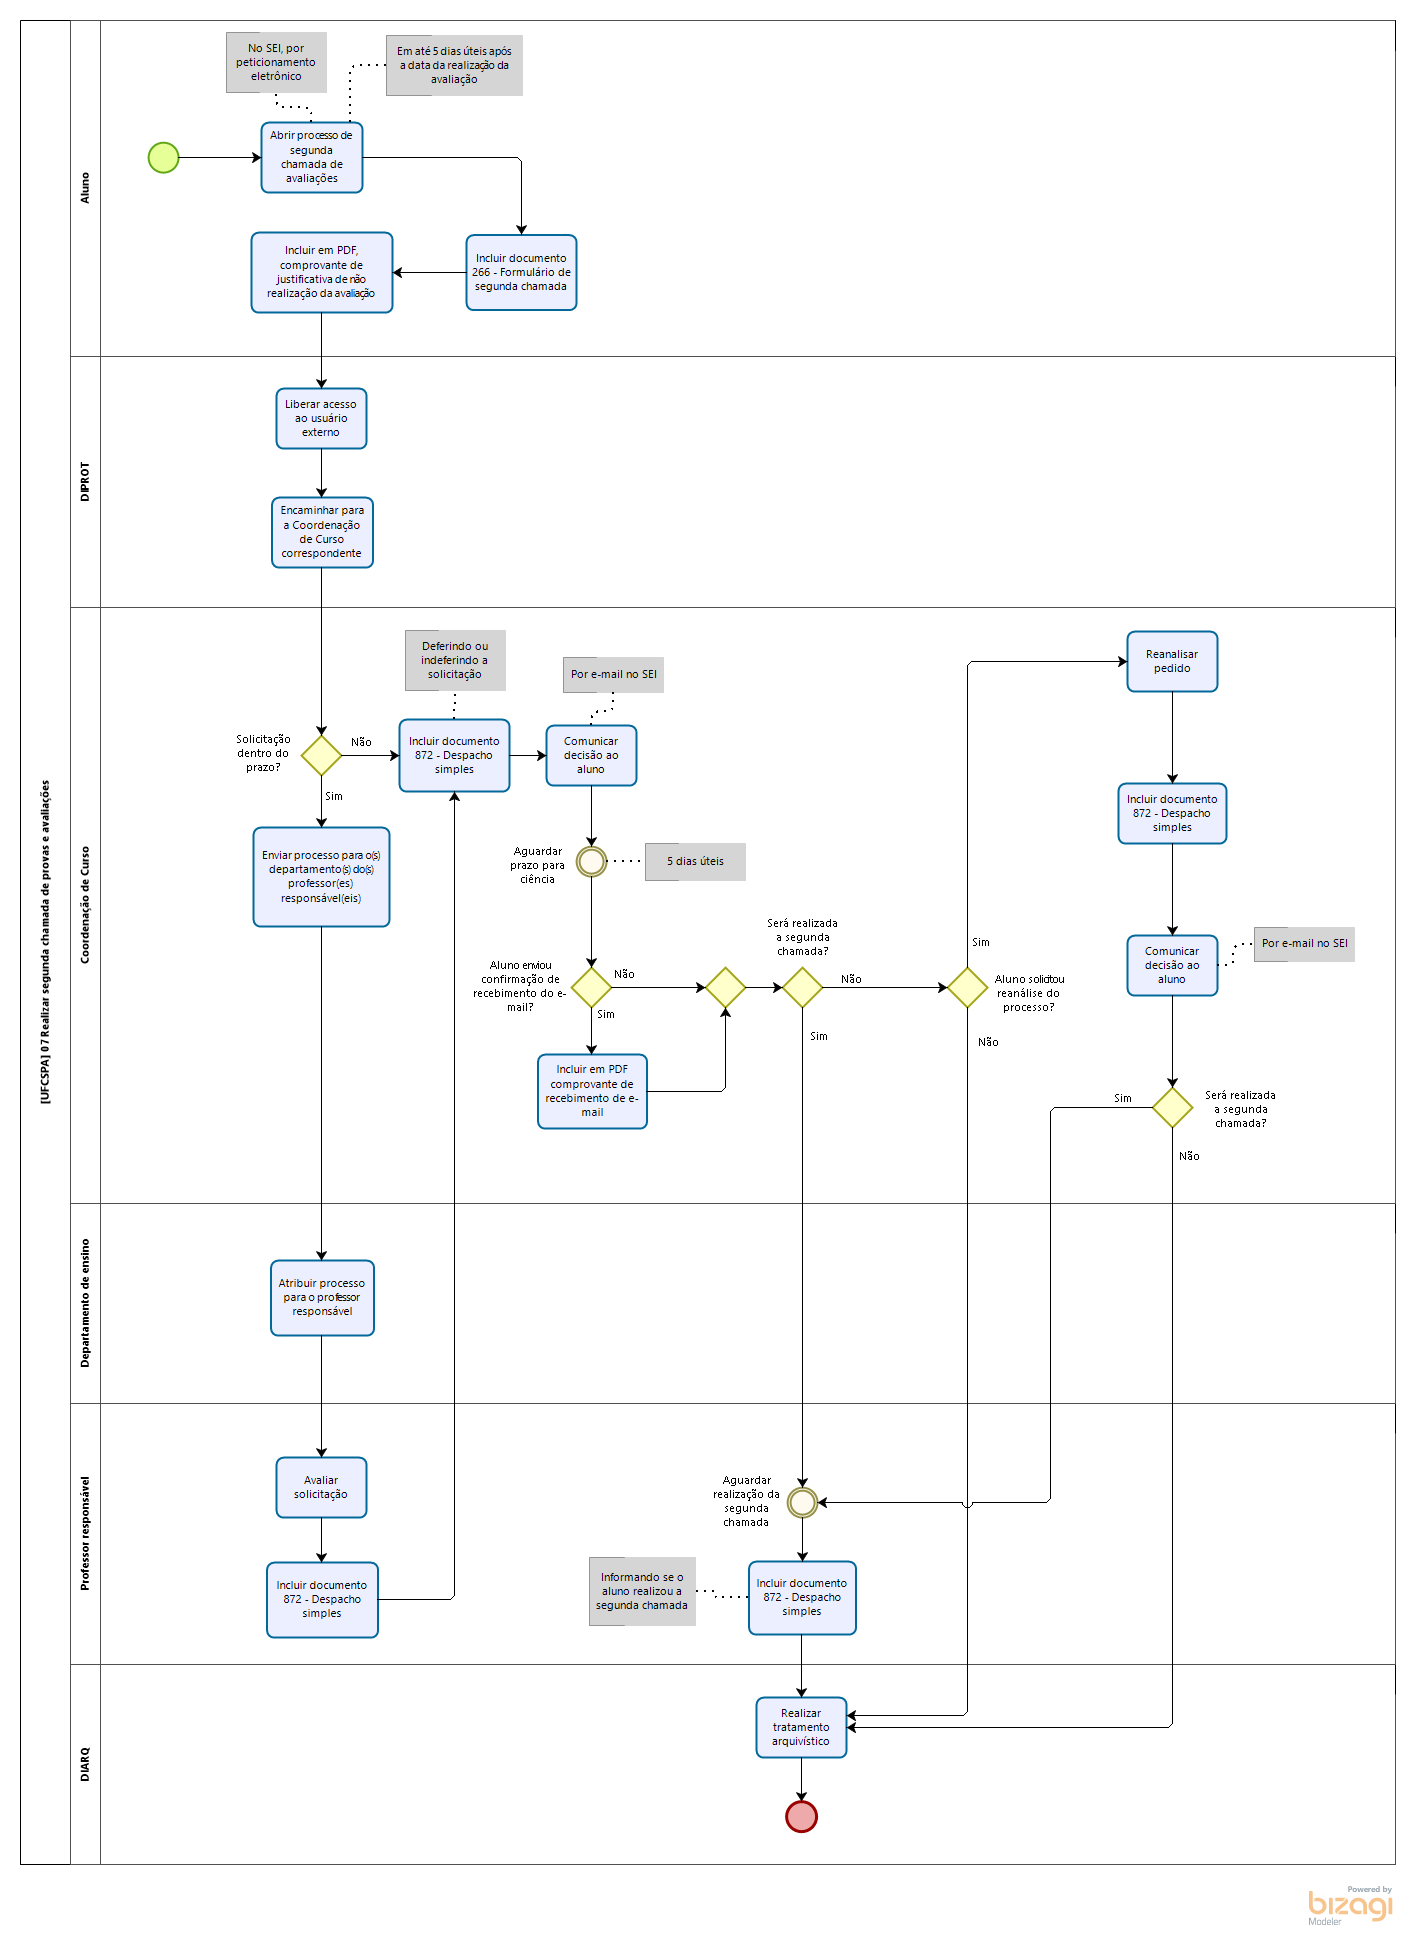 [UFCSPA] 07 Realizar segunda chamada de provas e avaliações
Aluno
No SEI, por
peticionamento
eletrônico
Em até 5 dias úteis após
a data da realização da
avaliação
Abrir processo de
segunda
chamada de
avaliações
Incluir em PDF,
comprovante de
justificativa de não
realização da avaliação
Incluir documento
266 - Formulário de
segunda chamada
DIPROT
Liberar acesso
ao usuário
externo
Encaminhar para
a Coordenação
de Curso
correspondente
Coordenação de Curso
Deferindo ou
indeferindo a
solicitação
Por e-mail no SEI
Reanalisar
pedido
Solicitação
dentro do
prazo?
Não
Sim
Incluir documento
872 - Despacho
simples
Comunicar
decisão ao
aluno
Incluir documento
872 - Despacho
simples
Enviar processo para o(s)
departamento(s) do(s)
professor(es)
responsável(eis)
Aguardar
prazo para
ciência
5 dias úteis
Será realizada
a segunda
chamada?
Sim
Por e-mail no SEI
Comunicar
decisão ao
aluno
Aluno enviou
confirmação de
recebimento do e-
mail?
Não
Sim
Não
Sim
Aluno solicitou
reanálise do
processo?
Não
Incluir em PDF
comprovante de
recebimento de e-
mail
Sim
Será realizada
a segunda
chamada?
Não
Departamento de ensino
Atribuir processo
para o professor
responsável
Professor responsável
Avaliar
solicitação
Aguardar
realização da
segunda
chamada
Incluir documento
872 - Despacho
simples
Informando se o
aluno realizou a
segunda chamada
Incluir documento
872 - Despacho
simples
DIARQ
Realizar
tratamento
arquivístico
Powered by
bizagi
Modeler